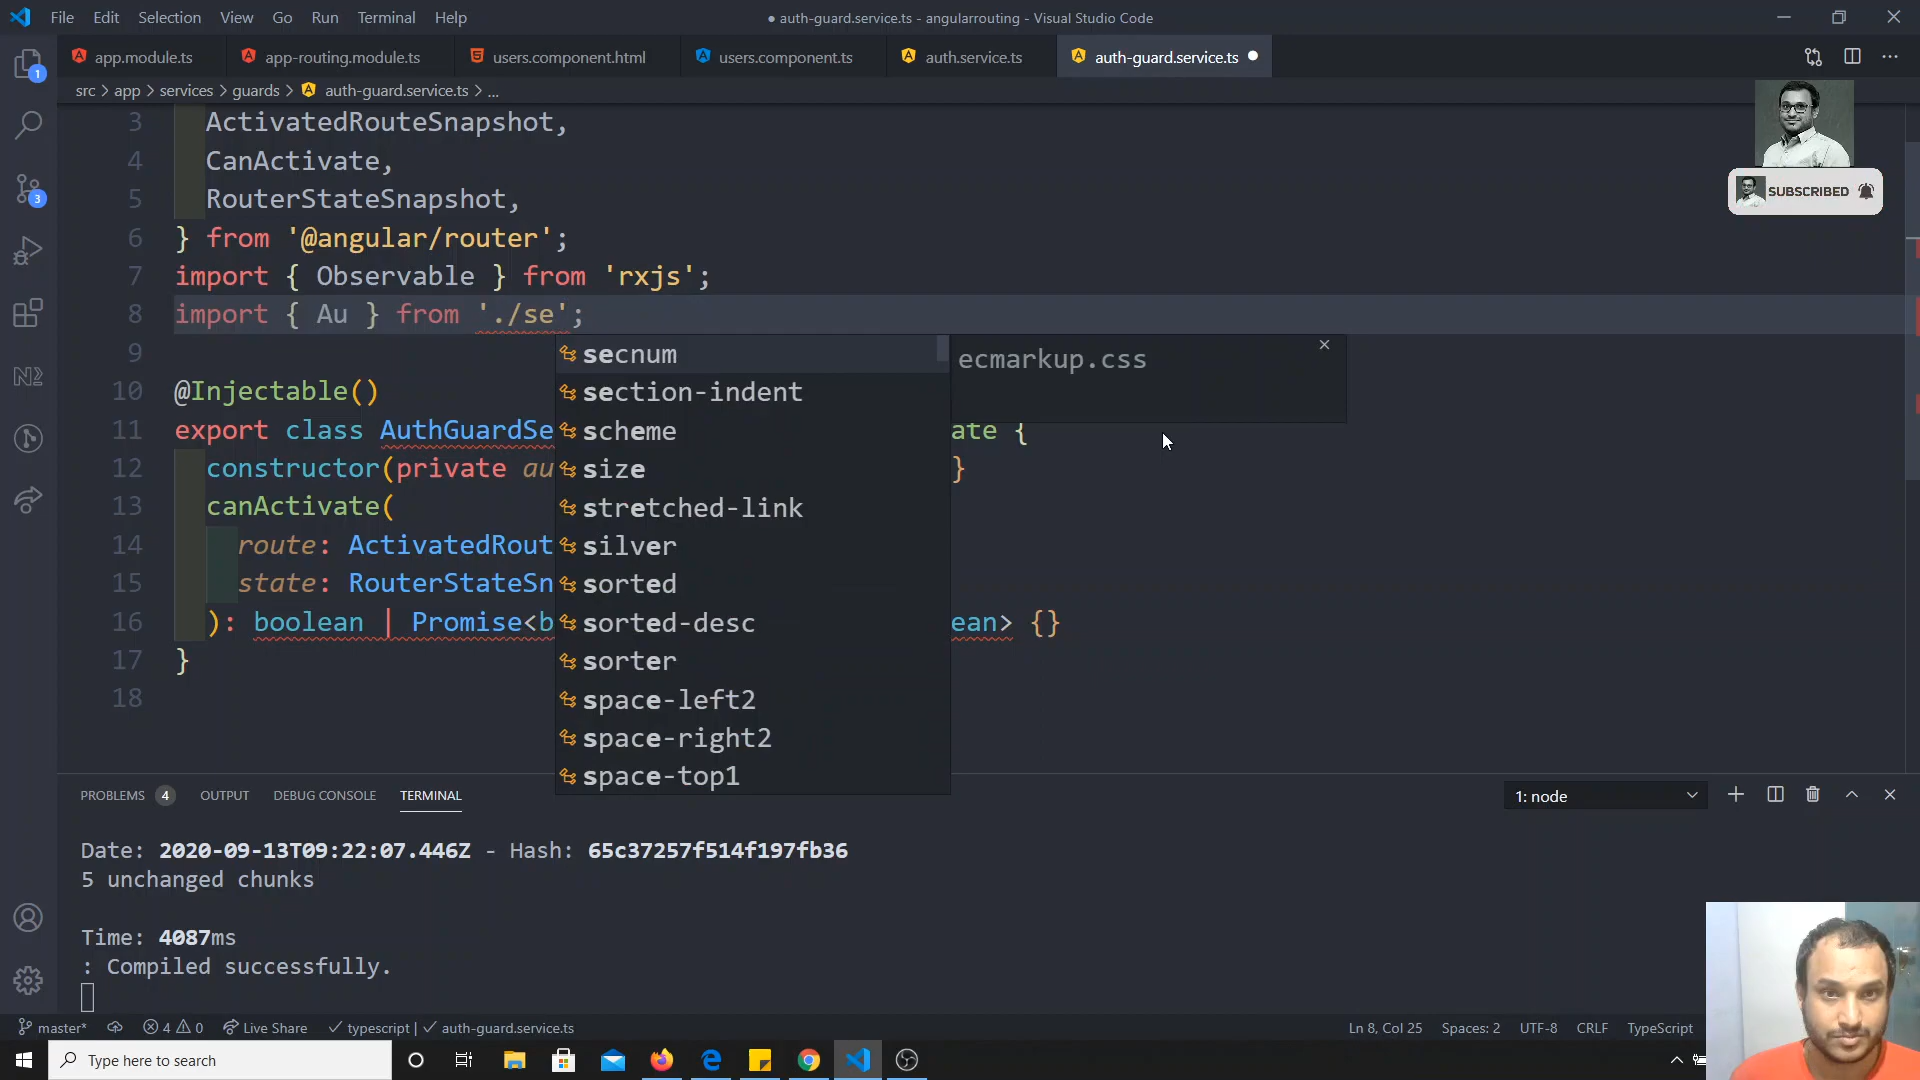 File Edit Selection View Go Run Terminal Help
● auth-guard.service.ts - angularrouting - Visual Studio Code
app.module.ts app-routing.module.ts users.component.html users.component.ts auth.service.ts auth-guard.service.ts
src > app > services > guards > auth-guard.service.ts > ...
SUBSCRIBED
1
3
3 ActivatedRouteSnapshot,
4 CanActivate,
5 RouterStateSnapshot,
6 } from '@angular/router';
7 import { Observable } from 'rxjs';
8 import { Au } from './se';
9
10 @Injectable()
11 export class AuthGuardSe ate {
12 constructor(private au }
13 canActivate(
14 route: ActivatedRout
15 state: RouterStateSn
16 ): boolean | Promise<b ean> {}
17 }
18
secnum
section-indent
scheme
size
stretched-link
silver
sorted
sorted-desc
sorter
space-left2
space-right2
space-top1
ecmarkup.css
PROBLEMS 4 OUTPUT DEBUG CONSOLE TERMINAL
1: node
Date: 2020-09-13T09:22:07.446Z - Hash: 65c37257f514f197fb36
5 unchanged chunks
Time: 4087ms
: Compiled successfully.
master* 4 0 Live Share typescript | auth-guard.service.ts
Ln 8, Col 25 Spaces: 2 UTF-8 CRLF TypeScript
Type here to search